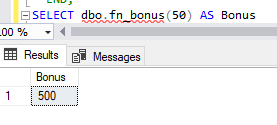 END;
SELECT dbo.fn_bonus(50) AS Bonus
00 %
Results Messages
Bonus
1 500